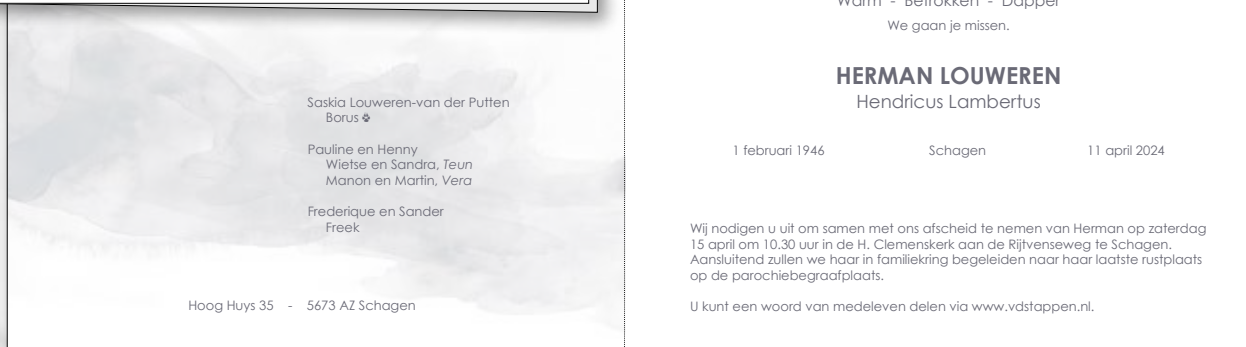 Saskia Louweren-van der Putten
Borus
Pauline en Henny
Wietse en Sandra, Teun
Manon en Martin, Vera
Frederique en Sander
Freek
Hoog Huys 35 - 5673 AZ Schagen
Warm - Betrokken - Dapper
We gaan je missen.
HERMAN LOUWEREN
Hendricus Lambertus
1 februari 1946 Schagen 11 april 2024
Wij nodigen u uit om samen met ons afscheid te nemen van Herman op zaterdag
15 april om 10.30 uur in de H. Clemenskerk aan de Rijtvenseweg te Schagen.
Aansluitend zullen we haar in familiekring begeleiden naar haar laatste rustplaats
op de parochiebegraafplaats.
U kunt een woord van medeleven delen via www.vdstappen.nl.